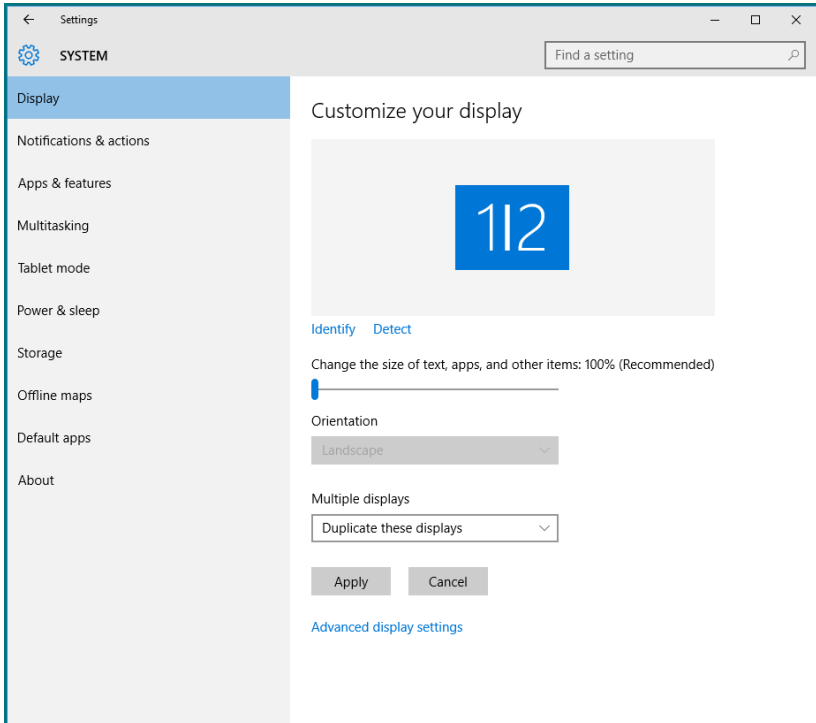 Settings
SYSTEM
Find a setting
Display
Notifications & actions
Apps & features
Multitasking
Tablet mode
Power & sleep
Storage
Offline maps
Default apps
About
Customize your display
1|2
Identify Detect
Change the size of text, apps, and other items: 100% (Recommended)
Orientation
Landscape
Multiple displays
Duplicate these displays
Apply Cancel
Advanced display settings